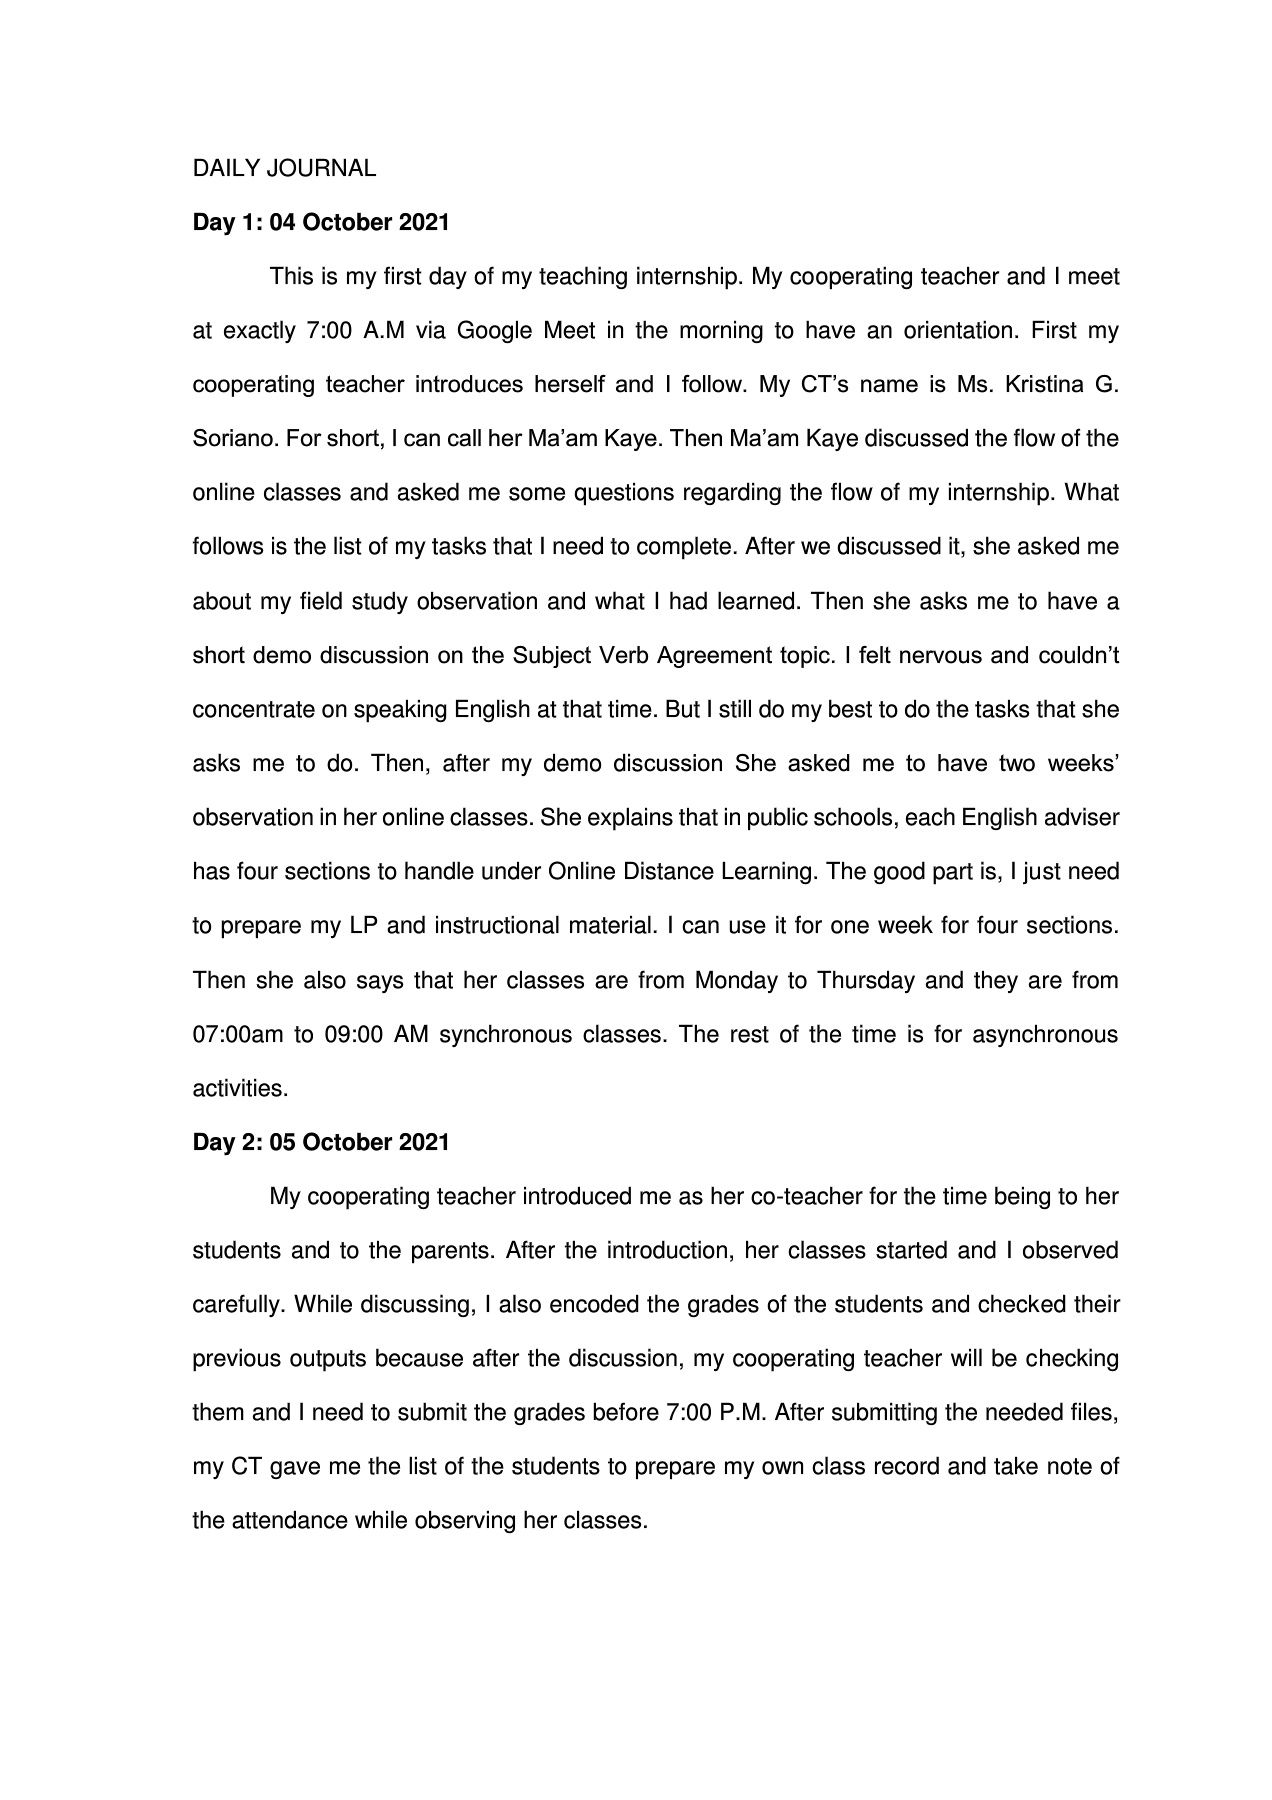 DAILY JOURNAL
Day 1: 04 October 2021
This is my first day of my teaching internship. My cooperating teacher and I meet
at exactly 7:00 A.M via Google Meet in the morning to have an orientation. First my
cooperating teacher introduces herself and I follow. My CT’s name is Ms. Kristina G.
Soriano. For short, I can call her Ma’am Kaye. Then Ma’am Kaye discussed the flow of the
online classes and asked me some questions regarding the flow of my internship. What
follows is the list of my tasks that I need to complete. After we discussed it, she asked me
about my field study observation and what I had learned. Then she asks me to have a
short demo discussion on the Subject Verb Agreement topic. I felt nervous and couldn’t
concentrate on speaking English at that time. But I still do my best to do the tasks that she
asks me to do. Then, after my demo discussion She asked me to have two weeks’
observation in her online classes. She explains that in public schools, each English adviser
has four sections to handle under Online Distance Learning. The good part is, I just need
to prepare my LP and instructional material. I can use it for one week for four sections.
Then she also says that her classes are from Monday to Thursday and they are from
07:00am to 09:00 AM synchronous classes. The rest of the time is for asynchronous
activities.
Day 2: 05 October 2021
My cooperating teacher introduced me as her co-teacher for the time being to her
students and to the parents. After the introduction, her classes started and I observed
carefully. While discussing, I also encoded the grades of the students and checked their
previous outputs because after the discussion, my cooperating teacher will be checking
them and I need to submit the grades before 7:00 P.M. After submitting the needed files,
my CT gave me the list of the students to prepare my own class record and take note of
the attendance while observing her classes.